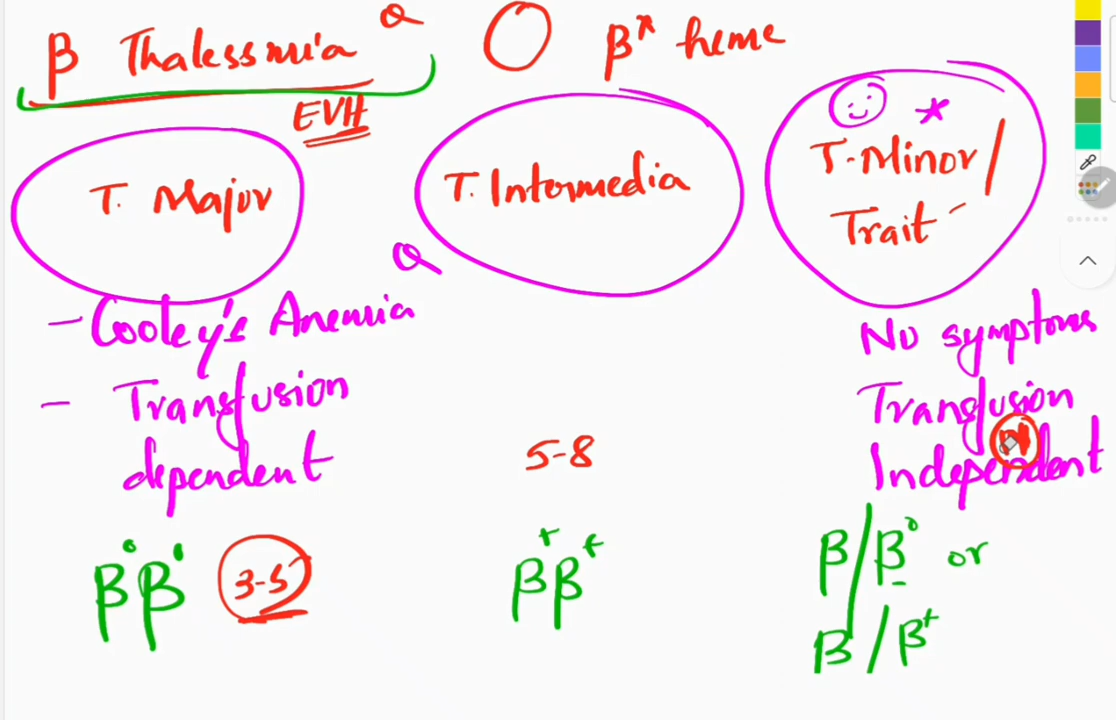 β Thalessmia Q
β* heme
EVH
T. Major
T. Intermedia
T. Minor /
Trait
Q
- Cooley's Anemia
- Transfusion
dependent
β°β° 3-5
5-8
β⁺β⁺
No symptoms
Transfusion
Independent
β/β° or
β/β⁺